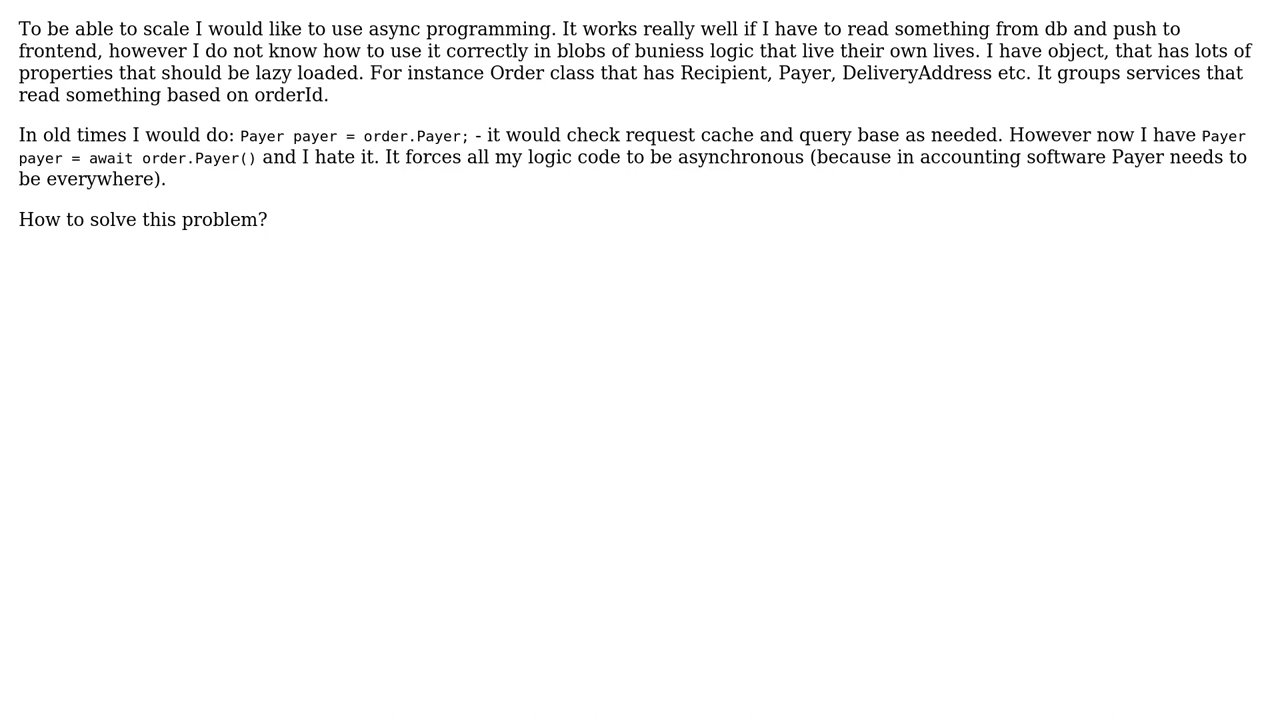 To be able to scale I would like to use async programming. It works really well if I have to read something from db and push to
frontend, however I do not know how to use it correctly in blobs of buniess logic that live their own lives. I have object, that has lots of
properties that should be lazy loaded. For instance Order class that has Recipient, Payer, DeliveryAddress etc. It groups services that
read something based on orderId.
In old times I would do: Payer payer = order.Payer; - it would check request cache and query base as needed. However now I have Payer
payer = await order.Payer() and I hate it. It forces all my logic code to be asynchronous (because in accounting software Payer needs to
be everywhere).
How to solve this problem?